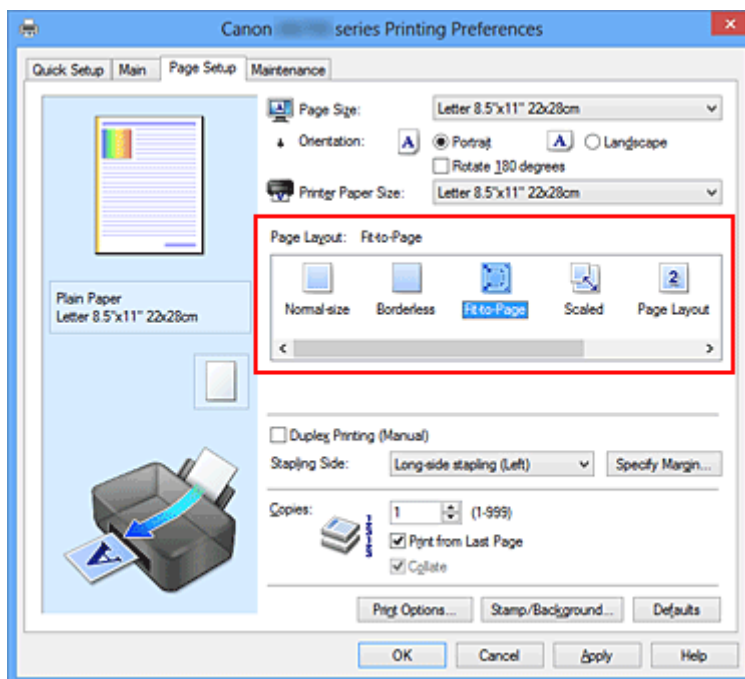 Canon series Printing Preferences
Quick Setup Main Page Setup Maintenance
Page Size: Letter 8.5"x11" 22x28cm
Orientation: A Portrait A Landscape
Rotate 180 degrees
Printer Paper Size: Letter 8.5"x11" 22x28cm
Page Layout: Fit-to-Page
Normal-size Borderless Fit-to-Page Scaled 2 Page Layout
Plain Paper
Letter 8.5"x11" 22x28cm
Duplex Printing (Manual)
Stapling Side: Long-side stapling (Left) Specify Margin...
Copies: 1 (1-999)
Print from Last Page
Collate
A
Print Options... Stamp/Background... Defaults
OK Cancel Apply Help